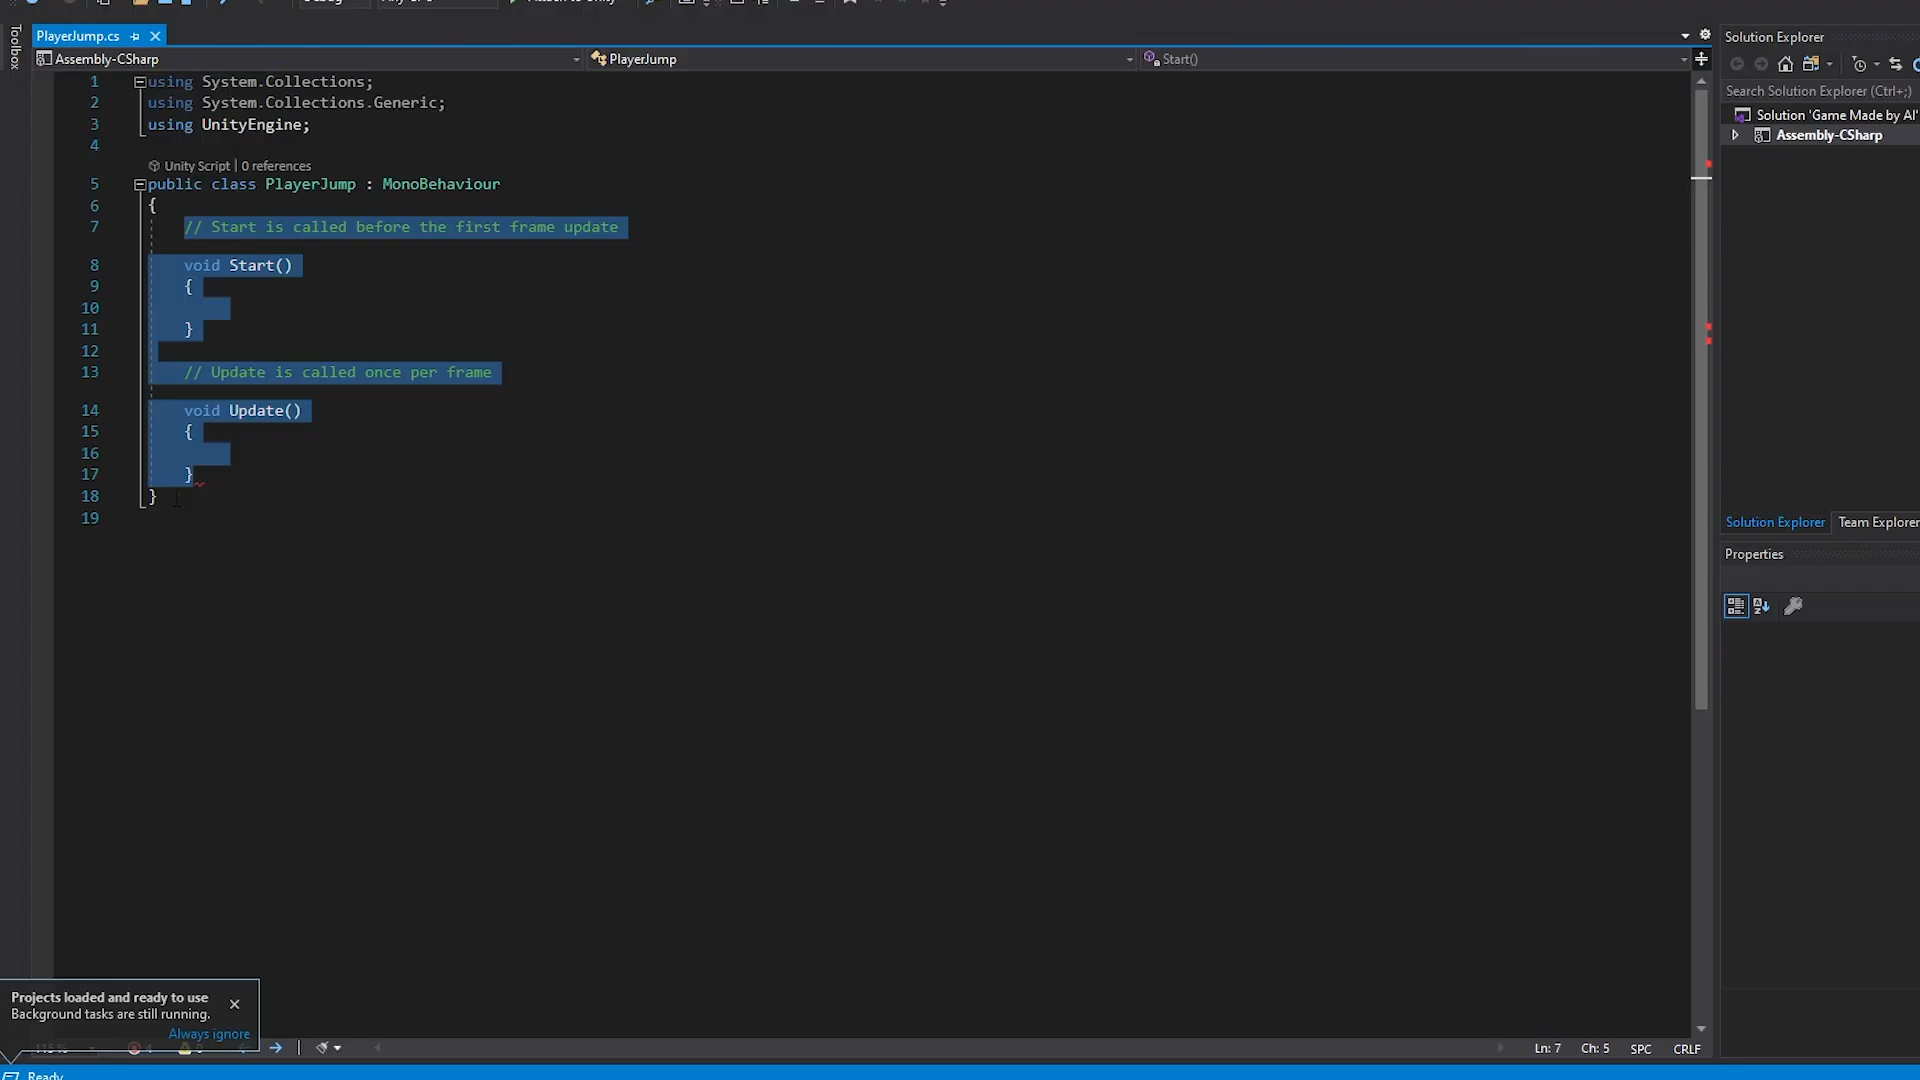 Toolbox
PlayerJump.cs
Assembly-CSharp
PlayerJump
Start()
1 using System.Collections;
2 using System.Collections.Generic;
3 using UnityEngine;
4
Unity Script | 0 references
5 public class PlayerJump : MonoBehaviour
6 {
7 // Start is called before the first frame update
8 void Start()
9 {
10
11 }
12
13 // Update is called once per frame
14 void Update()
15 {
16
17 }
18 }
19
Solution Explorer
Search Solution Explorer (Ctrl+;)
Solution 'Game Made by AI'
Assembly-CSharp
Solution Explorer
Team Explorer
Properties
Projects loaded and ready to use
Background tasks are still running.
Always ignore
115 %
4
0
Ln: 7
Ch: 5
SPC
CRLF
Ready